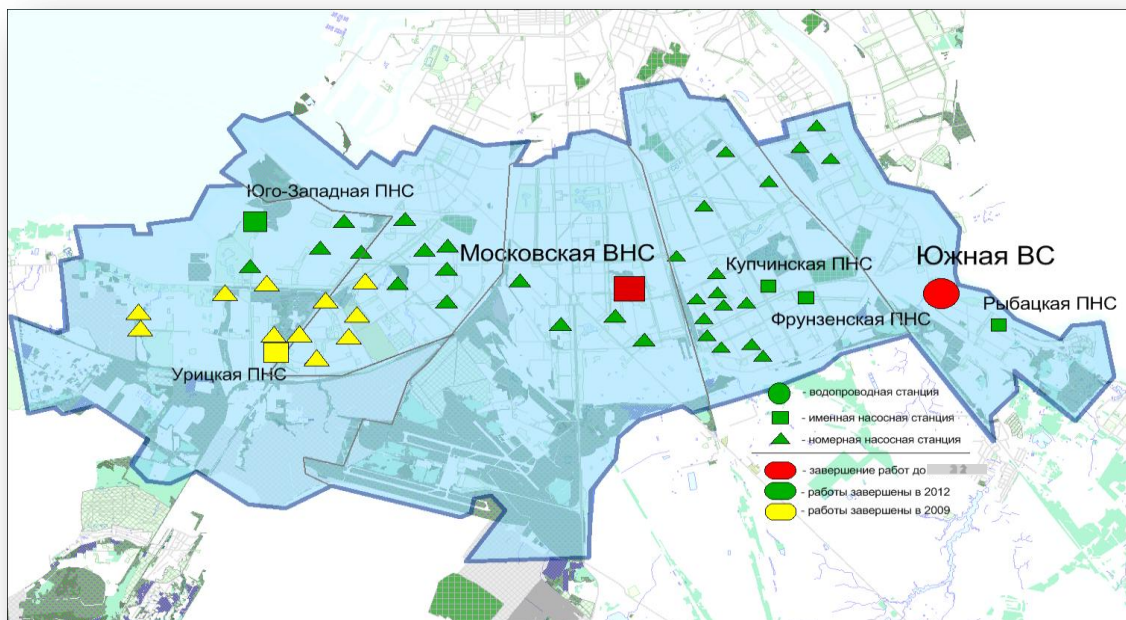 Юго-Западная ПНС
Московская ВНС
Южная ВС
Купчинская ПНС
Рыбацкая ПНС
Фрунзенская ПНС
Урицкая ПНС
- водопроводная станция
- именная насосная станция
- номерная насосная станция
- завершение работ до
- работы завершены в 2012
- работы завершены в 2009